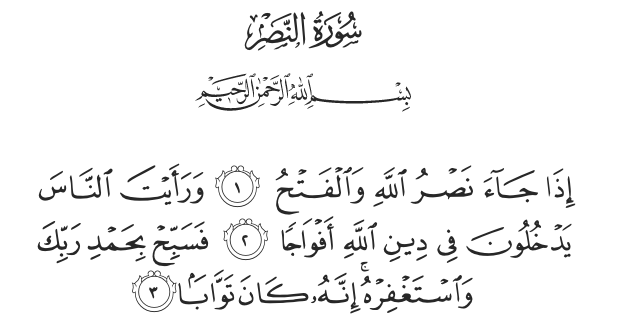 سُورَةُ النَّصْرِ
بِسْمِ ٱللَّهِ ٱلرَّحْمَٰنِ ٱلرَّحِيمِ
إِذَا جَآءَ نَصْرُ ٱللَّهِ وَٱلْفَتْحُ ١ وَرَأَيْتَ ٱلنَّاسَ
يَدْخُلُونَ فِى دِينِ ٱللَّهِ أَفْوَاجًا ٢ فَسَبِّحْ بِحَمْدِ رَبِّكَ
وَٱسْتَغْفِرْهُ ۚ إِنَّهُۥ كَانَ تَوَّابَۢا ٣